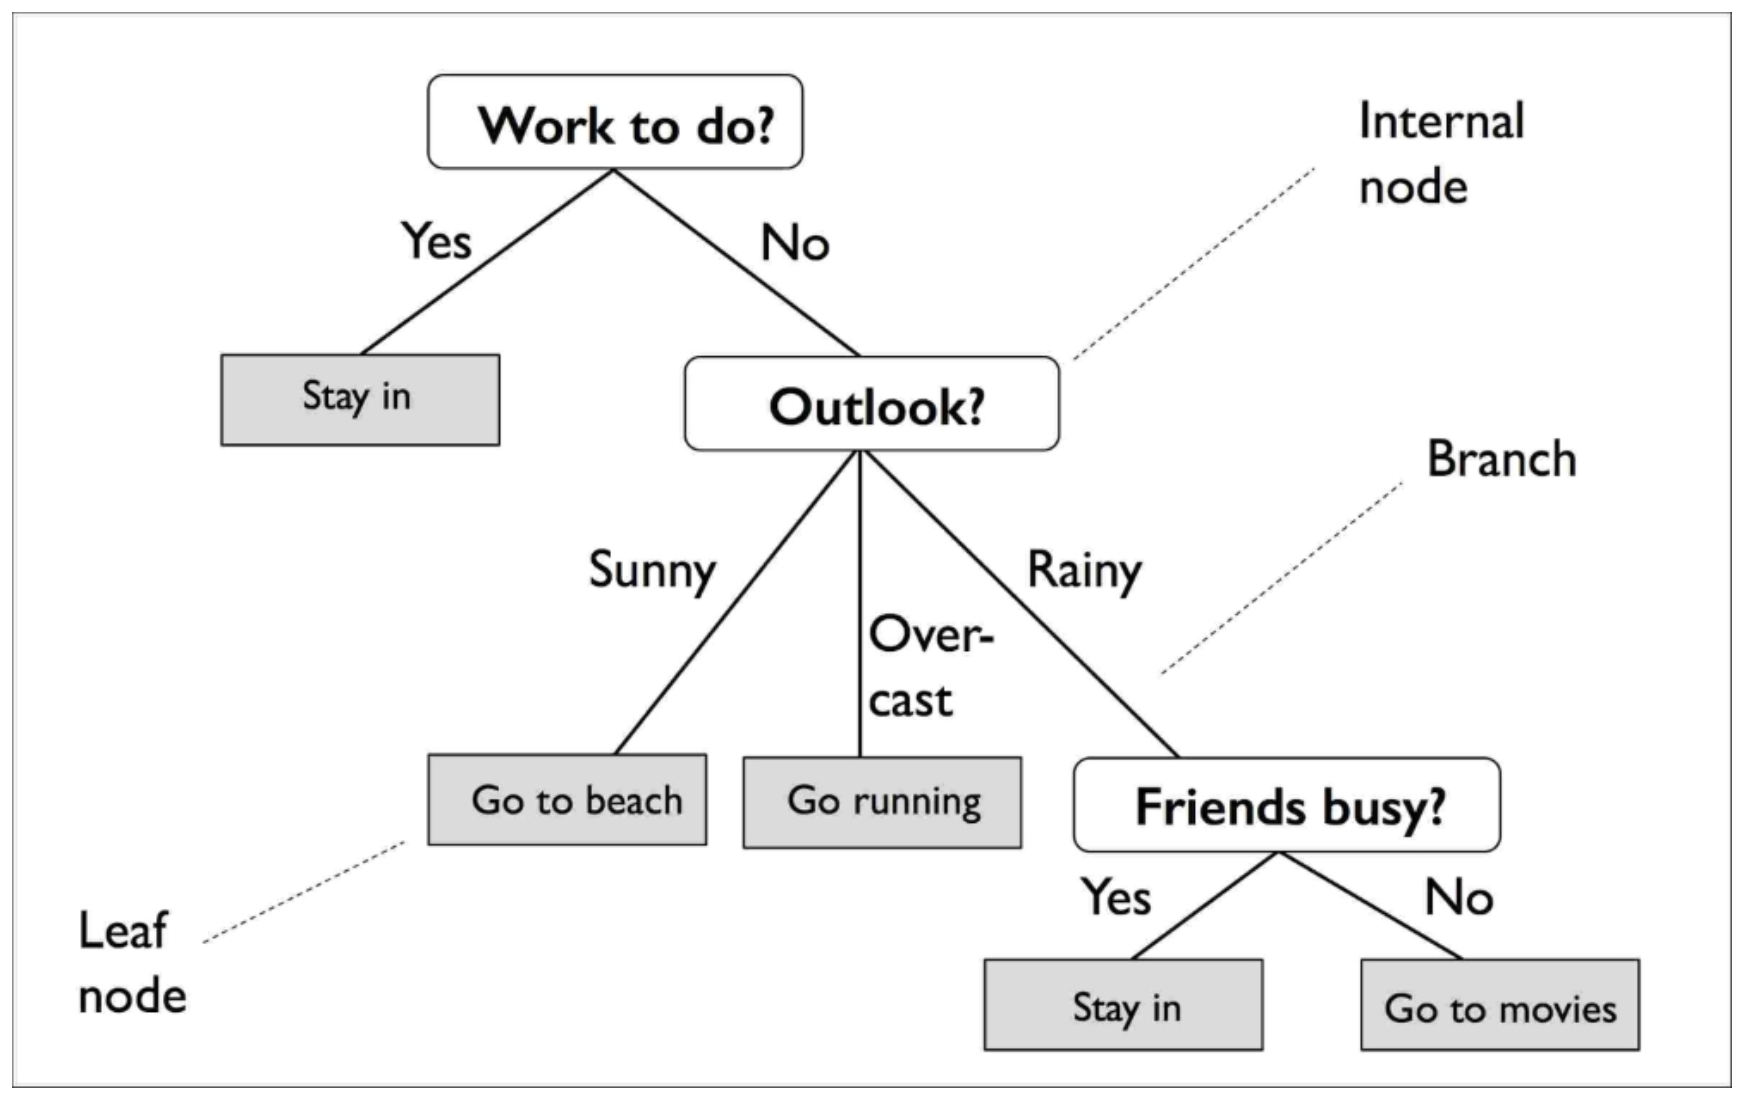 Work to do?
Internal
node
Yes
No
Stay in
Outlook?
Branch
Sunny
Rainy
Over-
cast
Go to beach
Go running
Friends busy?
Yes
No
Leaf
node
Stay in
Go to movies